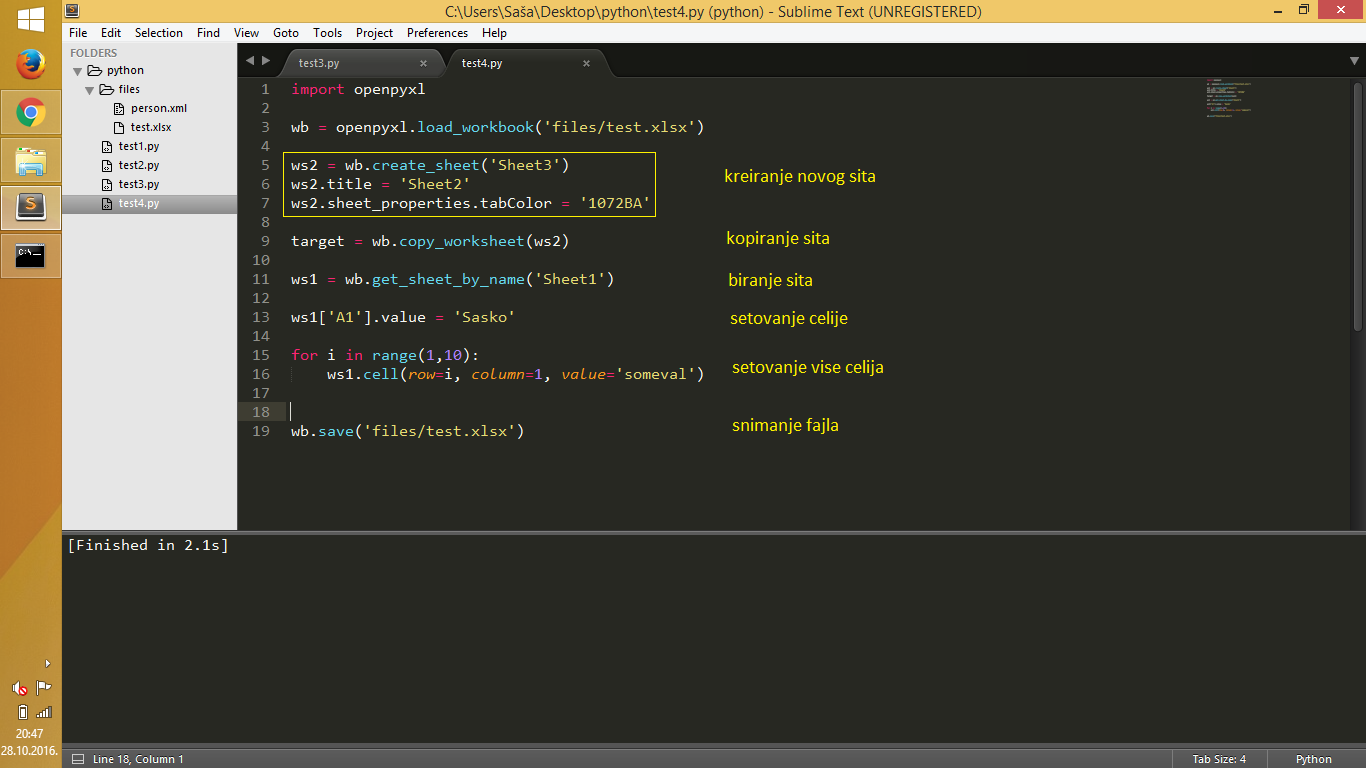 C:\Users\Saša\Desktop\python\test4.py (python) - Sublime Text (UNREGISTERED)
File Edit Selection Find View Goto Tools Project Preferences Help
FOLDERS
python
files
person.xml
test.xlsx
test1.py
test2.py
test3.py
test4.py
test3.py
test4.py
1 import openpyxl
2
3 wb = openpyxl.load_workbook('files/test.xlsx')
4
5 ws2 = wb.create_sheet('Sheet3')
6 ws2.title = 'Sheet2'
7 ws2.sheet_properties.tabColor = '1072BA'
8
9 target = wb.copy_worksheet(ws2)
10
11 ws1 = wb.get_sheet_by_name('Sheet1')
12
13 ws1['A1'].value = 'Sasko'
14
15 for i in range(1,10):
16     ws1.cell(row=i, column=1, value='someval')
17
18
19 wb.save('files/test.xlsx')
kreiranje novog sita
kopiranje sita
biranje sita
setovanje celije
setovanje vise celija
snimanje fajla
[Finished in 2.1s]
20:47
28.10.2016.
Line 18, Column 1
Tab Size: 4
Python